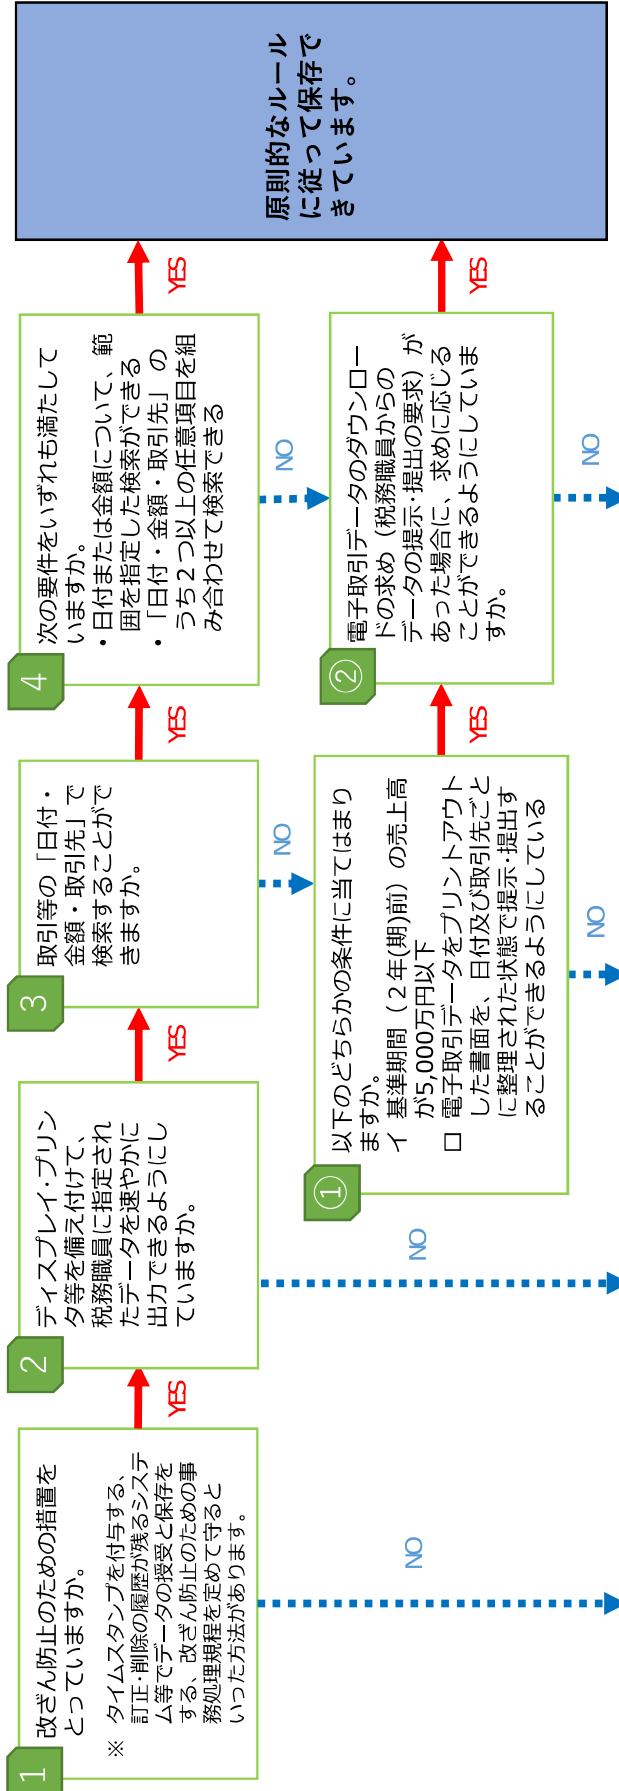 1
改ざん防止のための措置を
とっていますか。
※ タイムスタンプを付与する、
訂正･削除の履歴が残るシステ
ム等でデータの授受と保存を
する、改ざん防止のための事
務処理規程を定めて守ると
いった方法があります。
YES
NO
2
ディスプレイ･プリン
タ等を備え付けて、
税務職員に指定され
たデータを速やかに
出力できるようにし
ていますか。
YES
NO
3
取引等の「日付・
金額・取引先」で
検索することがで
きますか。
YES
NO
4
次の要件をいずれも満たして
いますか。
・日付または金額について、範
囲を指定した検索ができる
・「日付・金額・取引先」の
うち２つ以上の任意項目を組
み合わせて検索できる
YES
NO
①
以下のどちらかの条件に当てはまり
ますか。
イ 基準期間（２年(期)前）の売上高
が5,000万円以下
ロ 電子取引データをプリントアウト
した書面を、日付及び取引先ごと
に整理された状態で提示･提出す
ることができるようにしている
YES
NO
②
電子取引データのダウンロー
ドの求め（税務職員からの
データの提示･提出の要求）が
あった場合に、求めに応じる
ことができるようにしていま
すか。
YES
NO
原則的なルール
に従って保存で
きています。